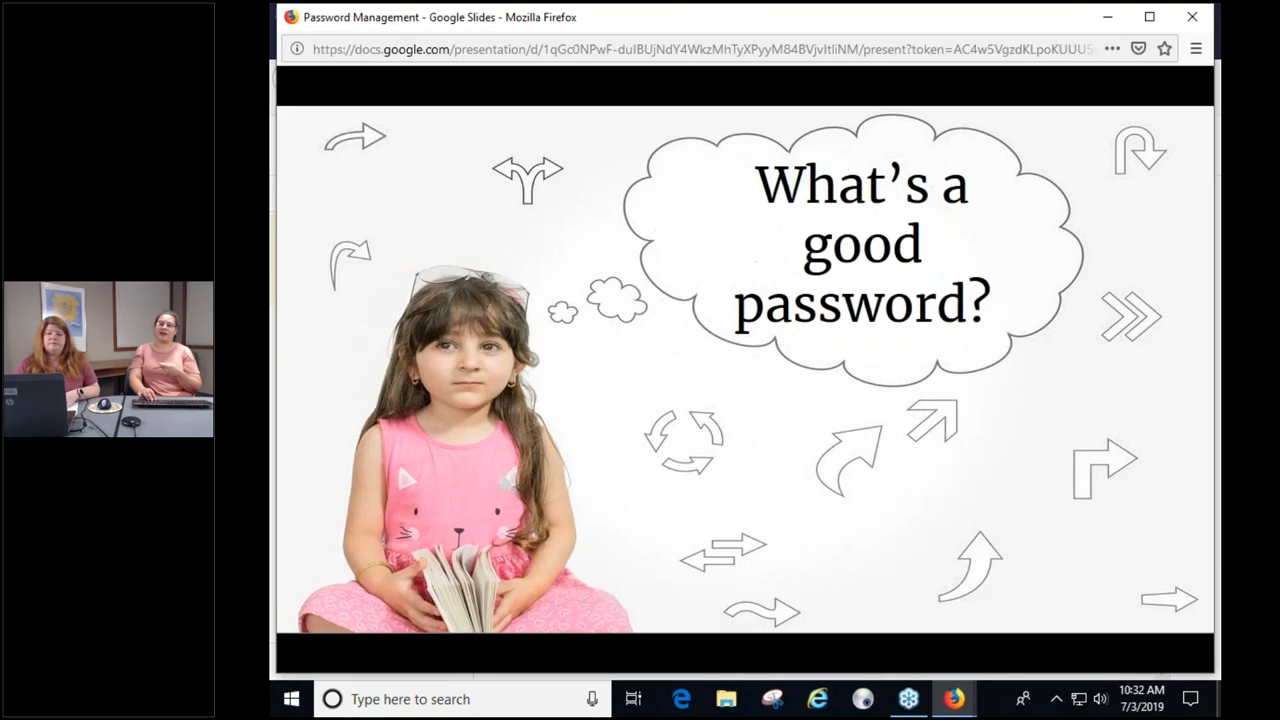 Password Management - Google Slides - Mozilla Firefox
https://docs.google.com/presentation/d/1qGc0NPwF-duIBUjNdY4WkzMhTyXPyyM84BVjvItliNM/present?token=AC4w5VgzdKLpoKUUU5
What's a
good
password?
Type here to search
10:32 AM
7/3/2019